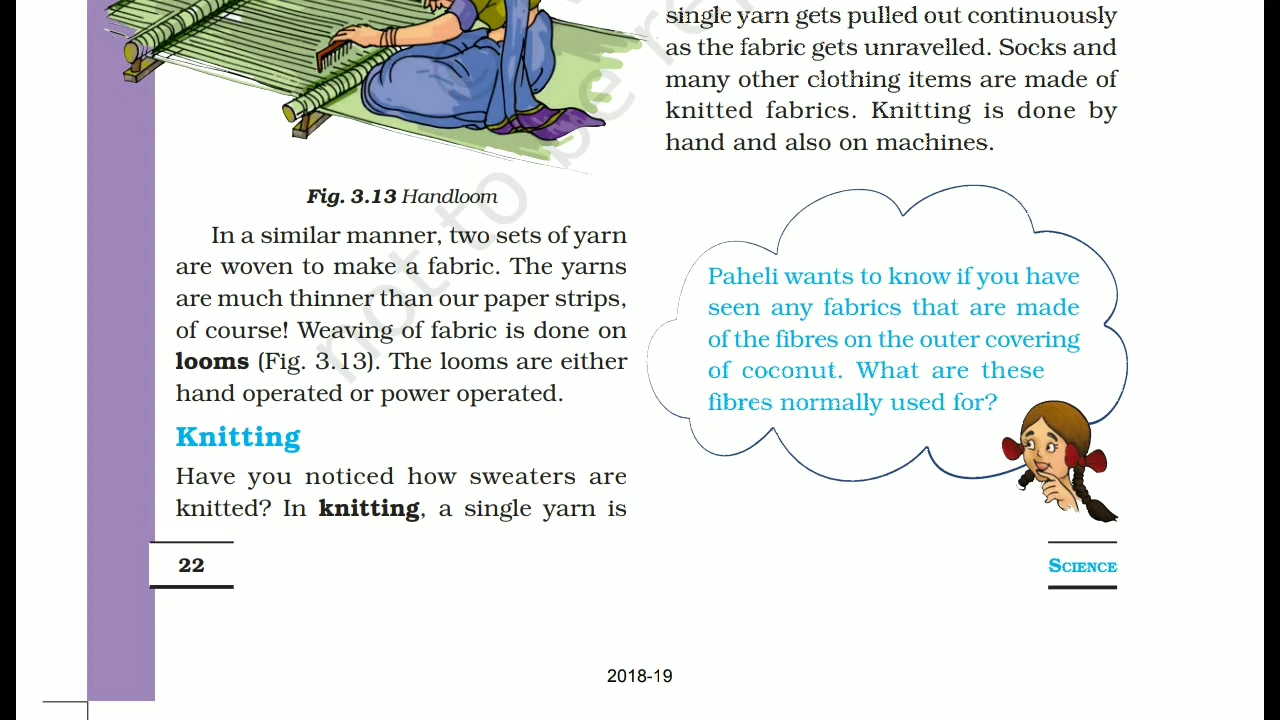 Fig. 3.13 Handloom
In a similar manner, two sets of yarn
are woven to make a fabric. The yarns
are much thinner than our paper strips,
of course! Weaving of fabric is done on
looms (Fig. 3.13). The looms are either
hand operated or power operated.
Knitting
Have you noticed how sweaters are
knitted? In knitting, a single yarn is
single yarn gets pulled out continuously
as the fabric gets unravelled. Socks and
many other clothing items are made of
knitted fabrics. Knitting is done by
hand and also on machines.
Paheli wants to know if you have
seen any fabrics that are made
of the fibres on the outer covering
of coconut. What are these
fibres normally used for?
22
SCIENCE
2018-19
not to be re